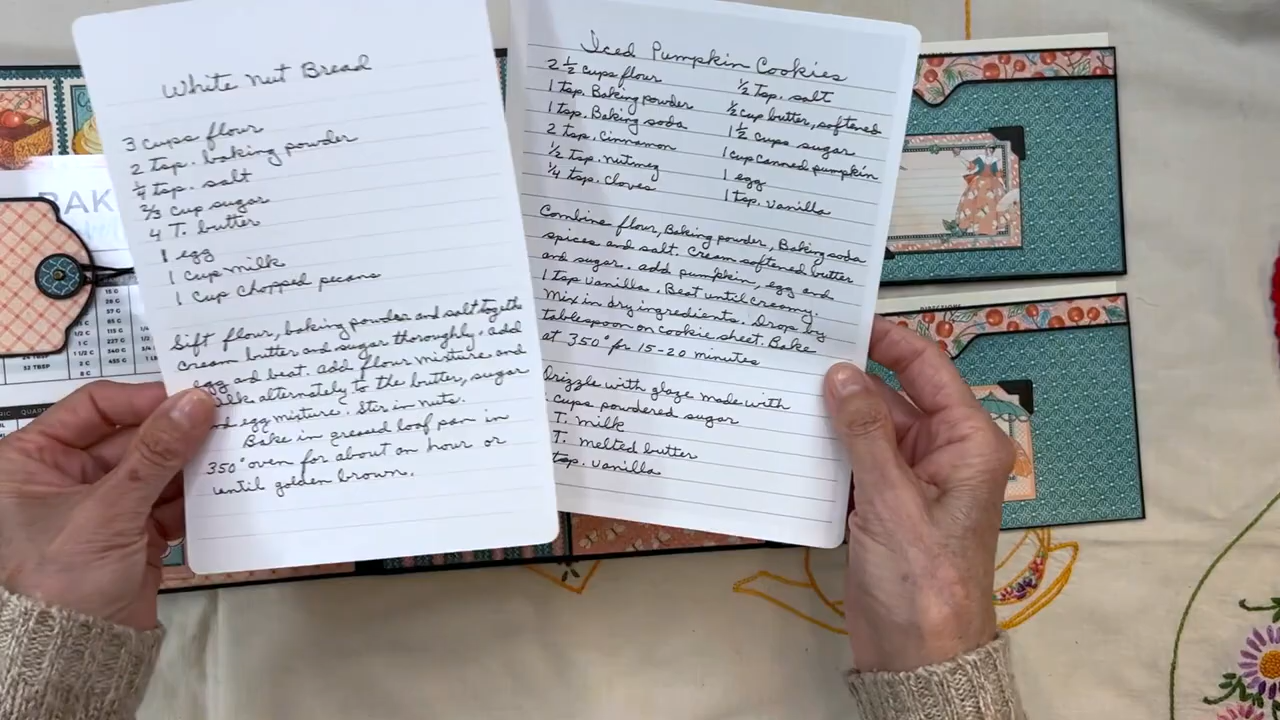 White Nut Bread
3 cups flour
2 tsp. baking powder
1/4 tsp. salt
2/3 cup sugar
4 T. butter
1 egg
1 cup milk
1 cup chopped pecans
Sift flour, baking powder and salt togethe
cream butter and sugar thoroughly. add
egg and beat. add flour mixture and
milk alternately to the butter, sugar
and egg mixture. Stir in nuts.
Bake in greased loaf pan in
350° oven for about an hour or
until golden brown.
Iced Pumpkin Cookies
2 1/2 cups flour
1 tsp. Baking powder
1 tsp. Baking soda
2 tsp. cinnamon
1/2 tsp. nutmeg
1/4 tsp. cloves
1/2 tsp. salt
1/2 cup butter, softened
1 1/2 cups sugar
1 cup canned pumpkin
1 egg
1 tsp. vanilla
Combine flour, Baking powder, Baking soda
spices and salt. Cream softened butter
and sugar. add pumpkin, egg and
1 tsp vanilla. Beat until creamy
Mix in dry ingredients. Drop by
tablespoon on cookie sheet. Bake
at 350° for 15-20 minutes
Drizzle with glaze made with
cups powdered sugar
T. milk
T. melted butter
tsp. vanilla
BAK
DIRECTIONS
32 TBSP